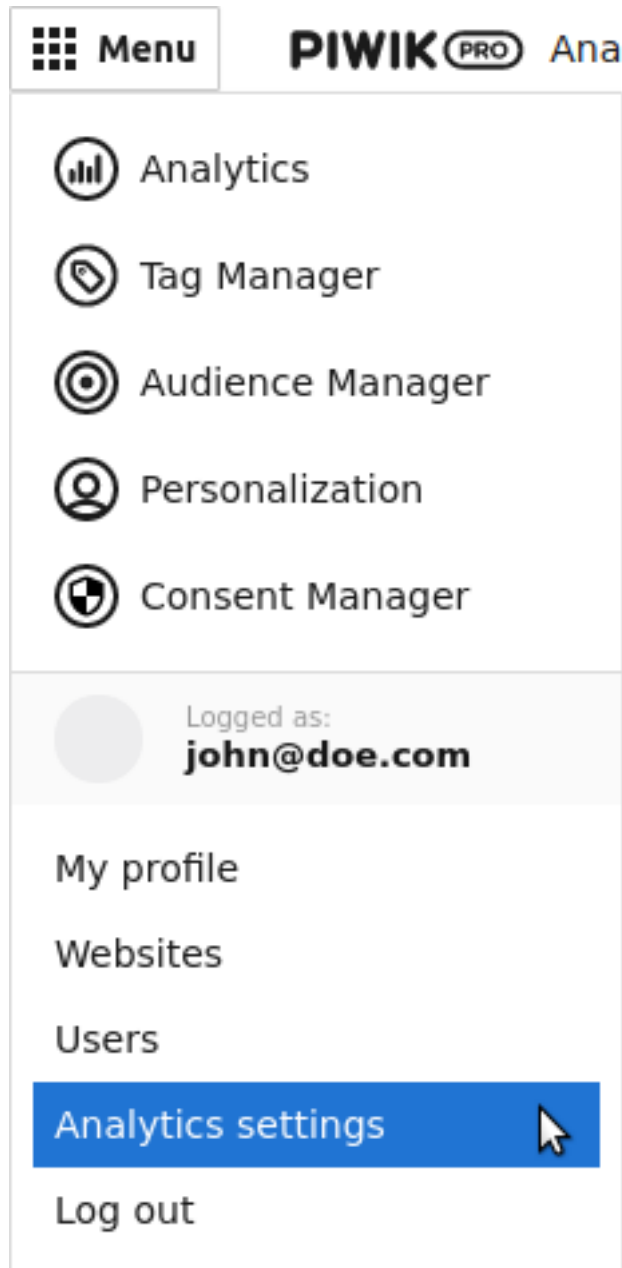 Menu PIWIK PRO Ana
Analytics
Tag Manager
Audience Manager
Personalization
Consent Manager
Logged as:
john@doe.com
My profile
Websites
Users
Analytics settings
Log out